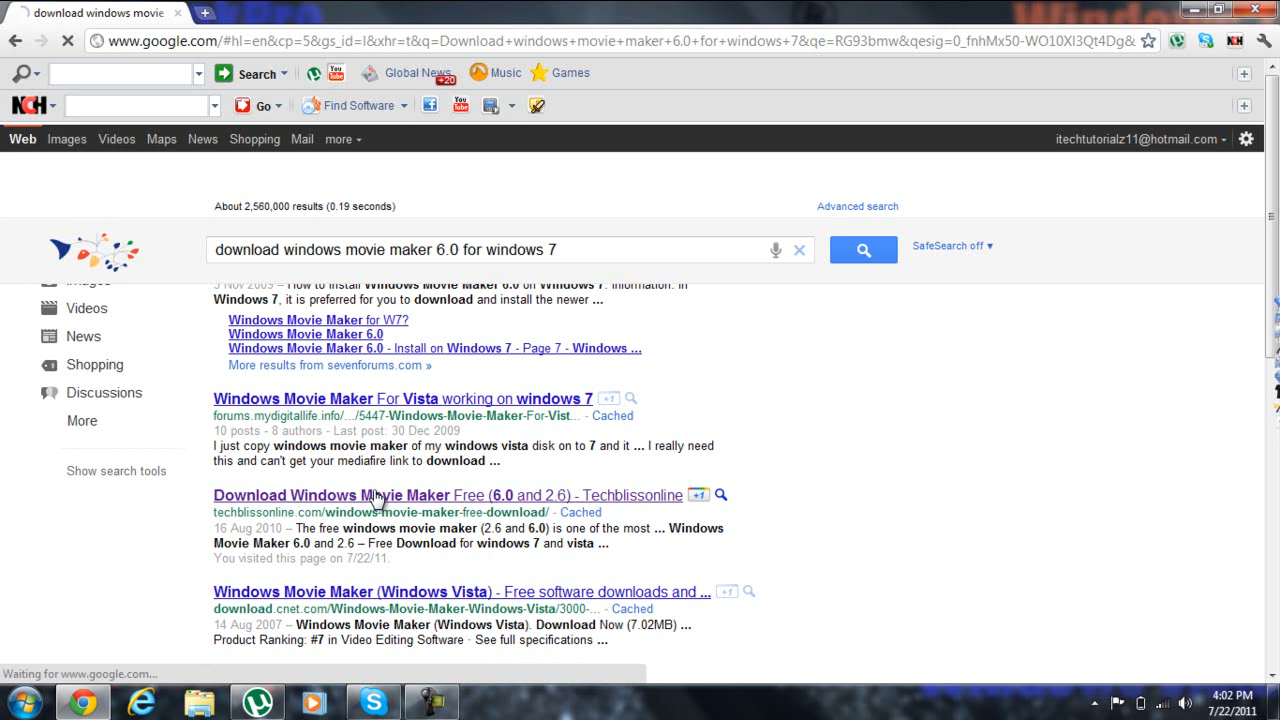 download windows movie
www.google.com/#hl=en&cp=5&gs_id=l&xhr=t&q=Download+windows+movie+maker+6.0+for+windows+7&qe=RG93bmw&qesig=0_fnhMx50-WO10XI3Qt4Dg&
Search
You Tube
Global News
+20
Music
Games
NCH
Go
Find Software
You Tube
Web Images Videos Maps News Shopping Mail more
itechtutorialz11@hotmail.com
About 2,560,000 results (0.19 seconds)
Advanced search
download windows movie maker 6.0 for windows 7
SafeSearch off ▼
Images
Videos
News
Shopping
Discussions
More
Show search tools
5 Nov 2009 – How to install Windows Movie Maker 6.0 on Windows 7. Information. In
Windows 7, it is preferred for you to download and install the newer ...
Windows Movie Maker for W7?
Windows Movie Maker 6.0
Windows Movie Maker 6.0 - Install on Windows 7 - Page 7 - Windows ...
More results from sevenforums.com »
Windows Movie Maker For Vista working on windows 7 +1
forums.mydigitallife.info/.../5447-Windows-Movie-Maker-For-Vist... - Cached
10 posts - 8 authors - Last post: 30 Dec 2009
I just copy windows movie maker of my windows vista disk on to 7 and it ... I really need
this and can't get your mediafire link to download ...
Download Windows Movie Maker Free (6.0 and 2.6) - Techblissonline +1
techblissonline.com/windows-movie-maker-free-download/ - Cached
16 Aug 2010 – The free windows movie maker (2.6 and 6.0) is one of the most ... Windows
Movie Maker 6.0 and 2.6 – Free Download for windows 7 and vista ...
You visited this page on 7/22/11.
Windows Movie Maker (Windows Vista) - Free software downloads and ... +1
download.cnet.com/Windows-Movie-Maker-Windows-Vista/3000-... - Cached
14 Aug 2007 – Windows Movie Maker (Windows Vista). Download Now (7.02MB) ...
Product Ranking: #7 in Video Editing Software - See full specifications ...
Waiting for www.google.com...
4:02 PM
7/22/2011